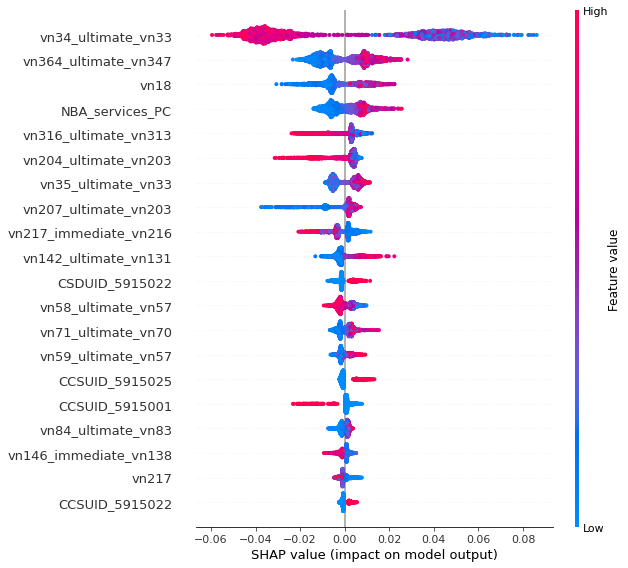 High
vn34_ultimate_vn33
vn364_ultimate_vn347
vn18
NBA_services_PC
vn316_ultimate_vn313
vn204_ultimate_vn203
vn35_ultimate_vn33
vn207_ultimate_vn203
vn217_immediate_vn216
vn142_ultimate_vn131
CSDUID_5915022
vn58_ultimate_vn57
vn71_ultimate_vn70
vn59_ultimate_vn57
CCSUID_5915025
CCSUID_5915001
vn84_ultimate_vn83
vn146_immediate_vn138
vn217
CCSUID_5915022
Feature value
Low
−0.06 −0.04 −0.02 0.00 0.02 0.04 0.06 0.08
SHAP value (impact on model output)